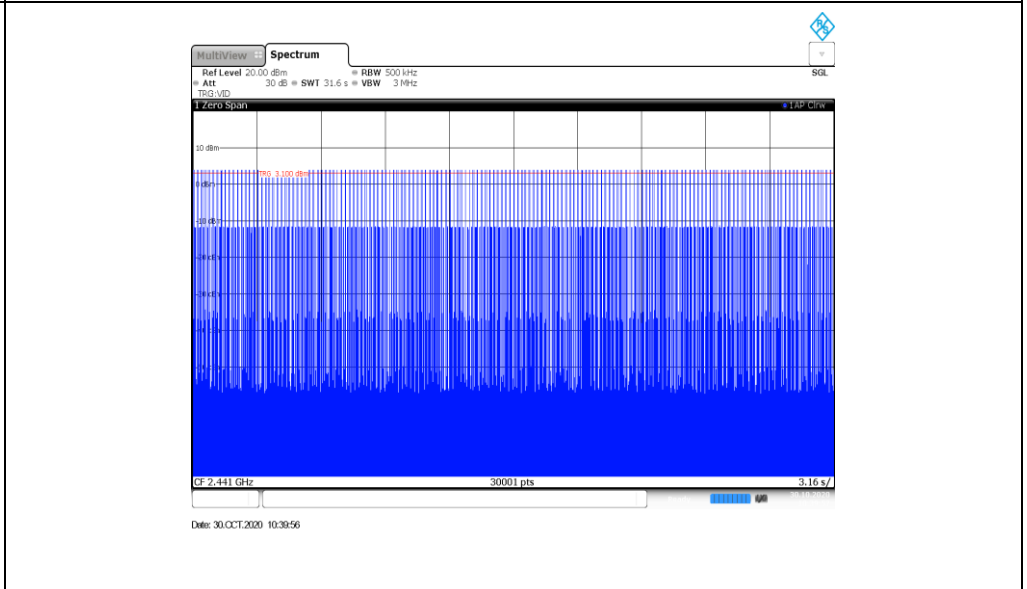 R&S
MultiView Spectrum
Ref Level 20.00 dBm RBW 500 kHz SGL
Att 30 dB SWT 31.6 s VBW 3 MHz
TRG:VID
1 Zero Span 1AP Clrw
10 dBm
TRG 3.100 dBm
0 dBm
CF 2.441 GHz 30001 pts 3.16 s/
Date: 30.OCT.2020 10:39:56